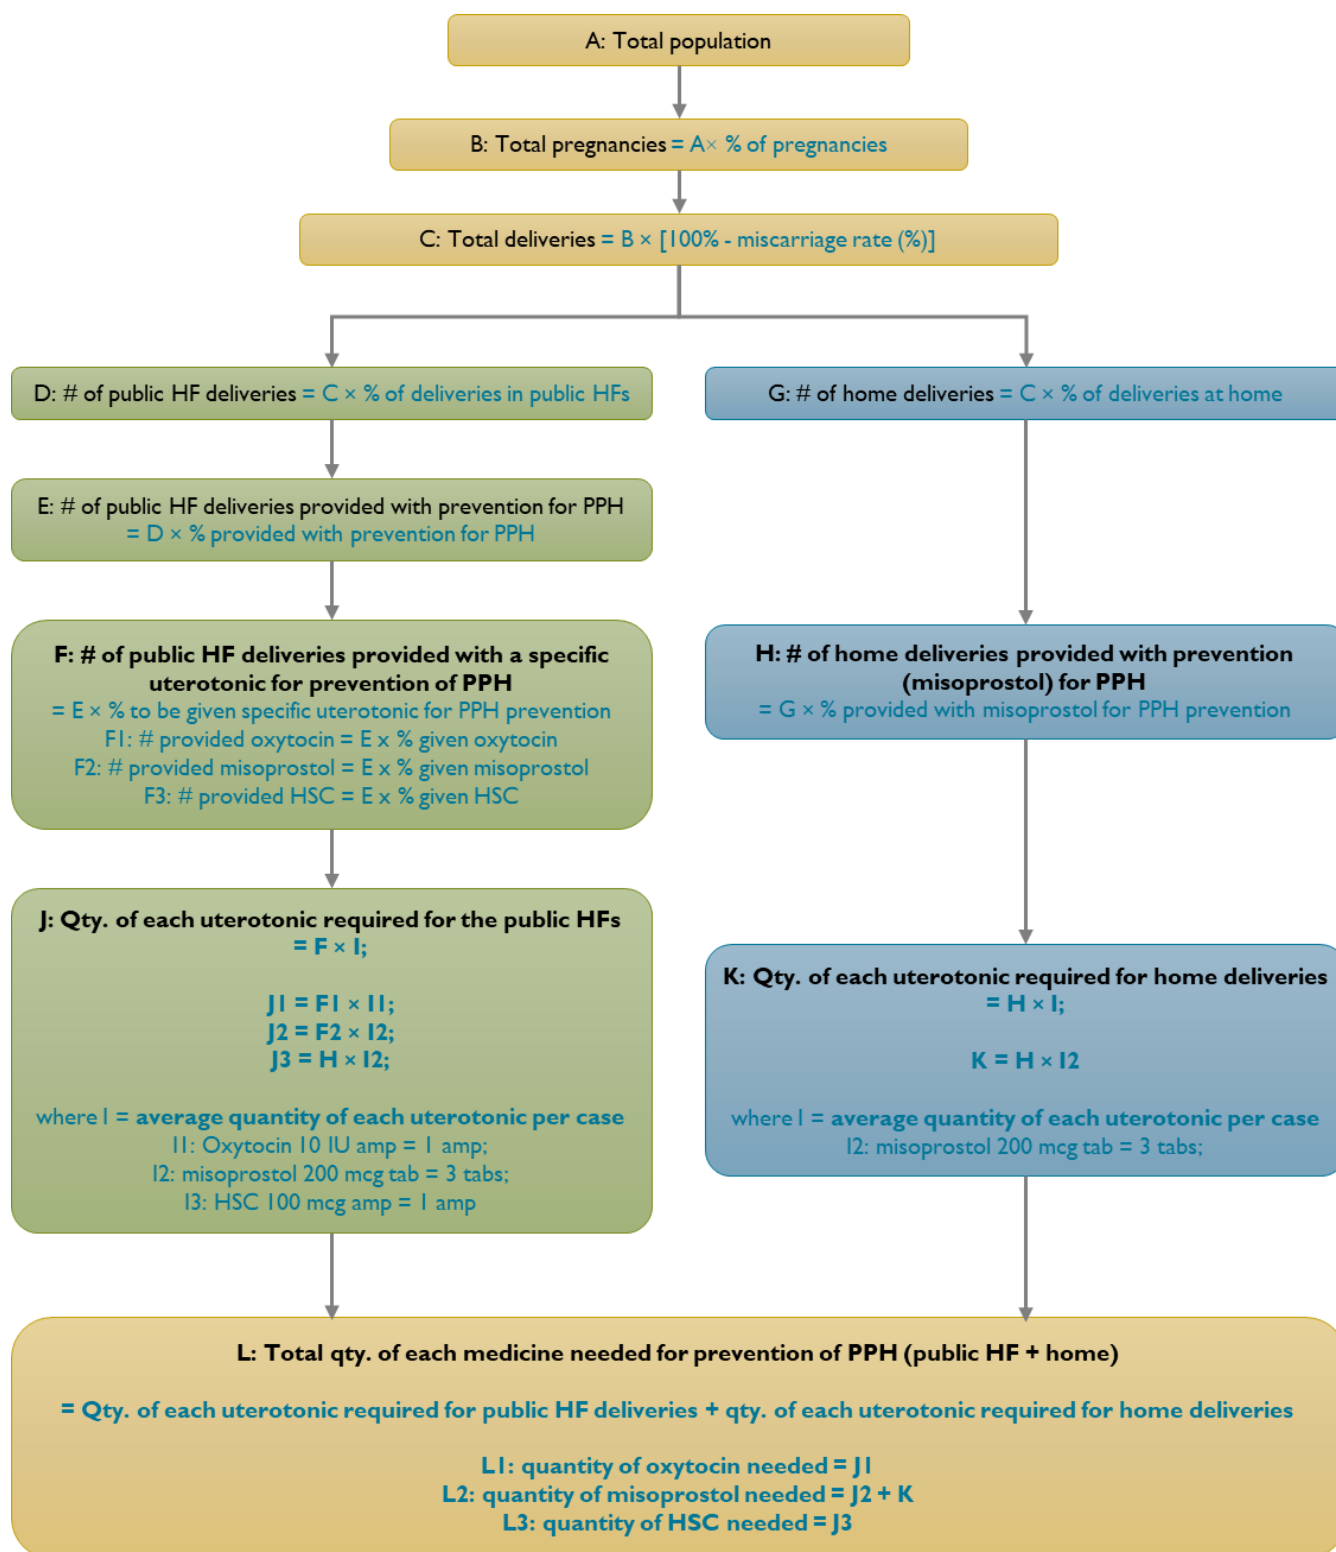 A: Total population
B: Total pregnancies = A× % of pregnancies
C: Total deliveries = B × [100% - miscarriage rate (%)]
D: # of public HF deliveries = C × % of deliveries in public HFs
E: # of public HF deliveries provided with prevention for PPH
= D × % provided with prevention for PPH
F: # of public HF deliveries provided with a specific
uterotonic for prevention of PPH
= E × % to be given specific uterotonic for PPH prevention
F1: # provided oxytocin = E x % given oxytocin
F2: # provided misoprostol = E x % given misoprostol
F3: # provided HSC = E x % given HSC
J: Qty. of each uterotonic required for the public HFs
= F × I;
J1 = F1 × I1;
J2 = F2 × I2;
J3 = H × I2;
where I = average quantity of each uterotonic per case
I1: Oxytocin 10 IU amp = 1 amp;
I2: misoprostol 200 mcg tab = 3 tabs;
I3: HSC 100 mcg amp = 1 amp
G: # of home deliveries = C × % of deliveries at home
H: # of home deliveries provided with prevention
(misoprostol) for PPH
= G × % provided with misoprostol for PPH prevention
K: Qty. of each uterotonic required for home deliveries
= H × I;
K = H × I2
where I = average quantity of each uterotonic per case
I2: misoprostol 200 mcg tab = 3 tabs;
L: Total qty. of each medicine needed for prevention of PPH (public HF + home)
= Qty. of each uterotonic required for public HF deliveries + qty. of each uterotonic required for home deliveries
L1: quantity of oxytocin needed = J1
L2: quantity of misoprostol needed = J2 + K
L3: quantity of HSC needed = J3